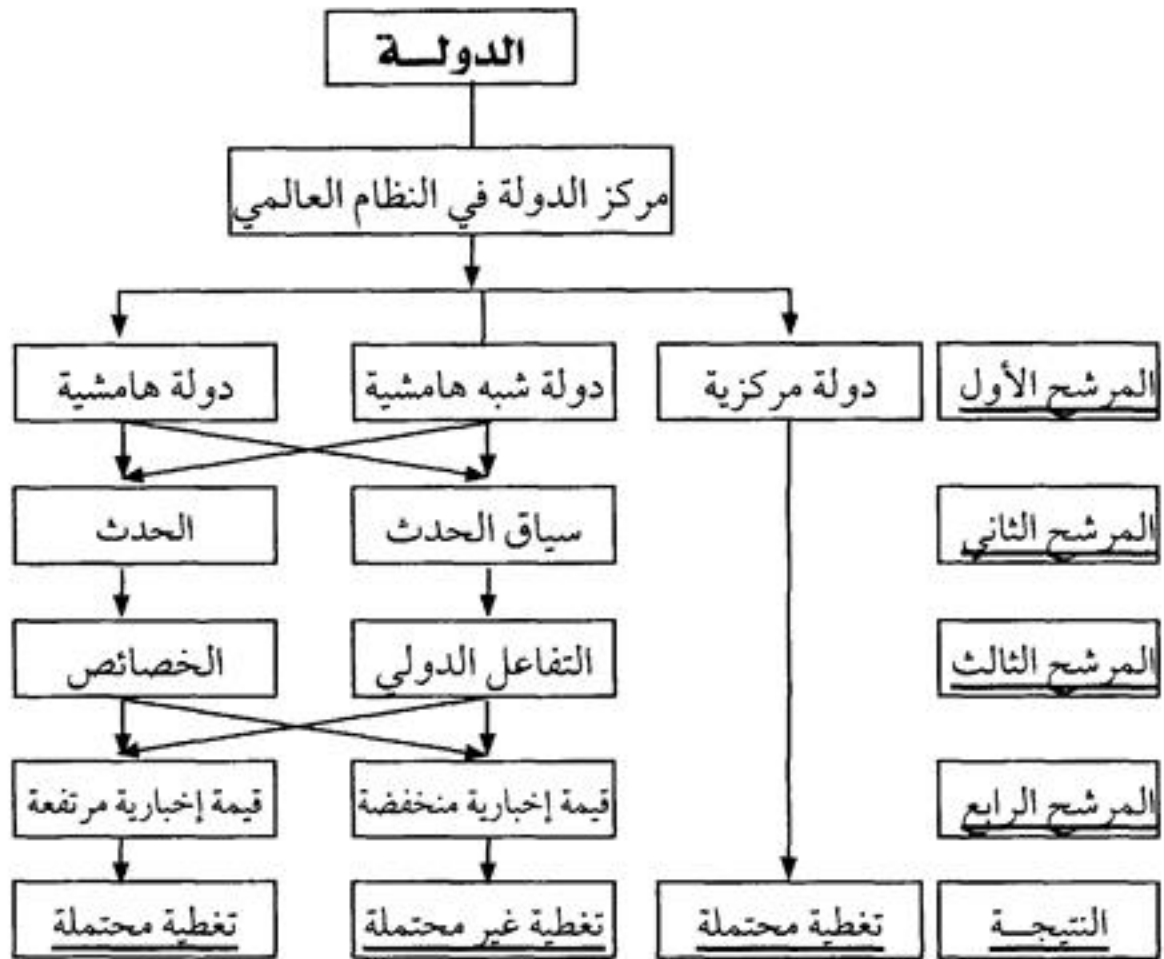 الدولــة
مركز الدولة في النظام العالمي
المرشح الأول
دولة مركزية
دولة شبه هامشية
دولة هامشية
المرشح الثاني
سياق الحدث
الحدث
المرشح الثالث
التفاعل الدولي
الخصائص
المرشح الرابع
قيمة إخبارية منخفضة
قيمة إخبارية مرتفعة
النتيجــة
تغطية محتملة
تغطية غير محتملة
تغطية محتملة